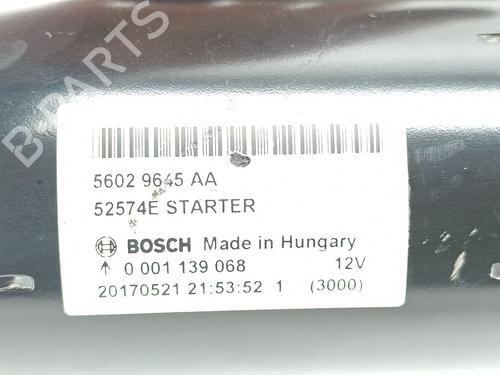 B PARTS
5602 9645 AA
52574E STARTER
BOSCH Made in Hungary
↑ 0 001 139 068 12V
20170521 21:53:52 1 (3000)